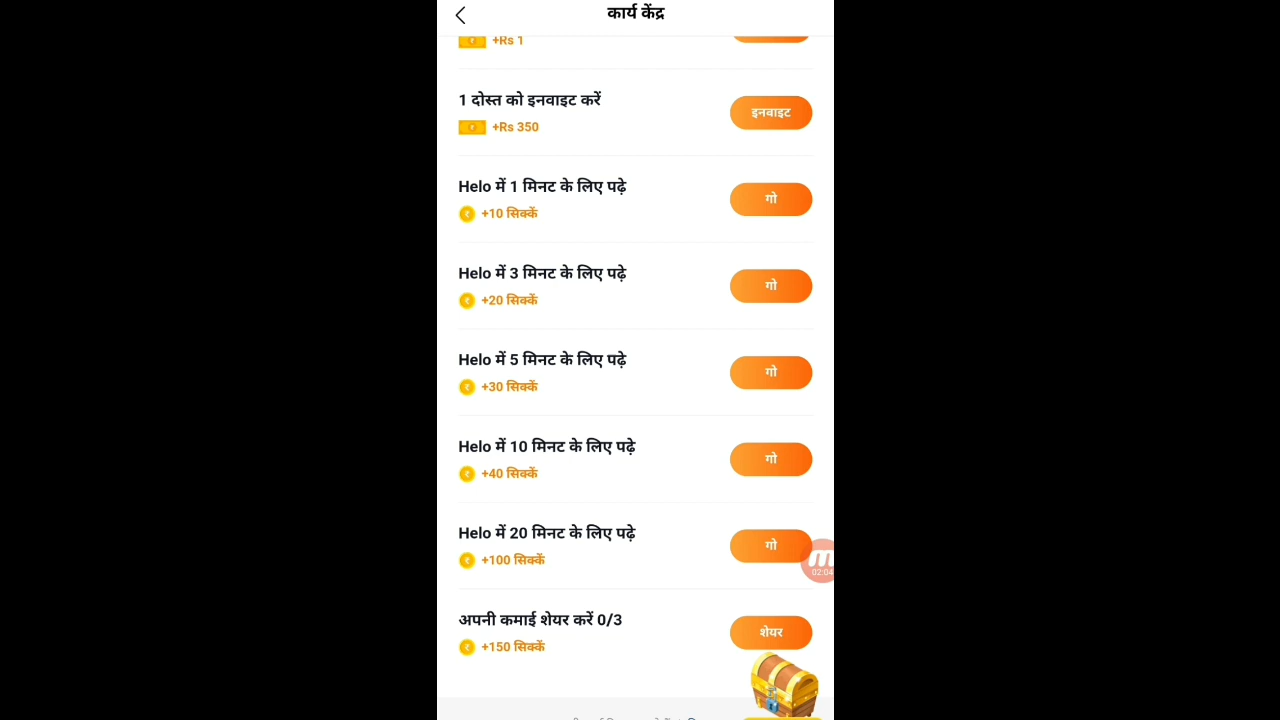 कार्य केंद्र
+Rs 1
1 दोस्त को इनवाइट करें
+Rs 350
इनवाइट
Helo में 1 मिनट के लिए पढ़े
+10 सिक्कें
गो
Helo में 3 मिनट के लिए पढ़े
+20 सिक्कें
गो
Helo में 5 मिनट के लिए पढ़े
+30 सिक्कें
गो
Helo में 10 मिनट के लिए पढ़े
+40 सिक्कें
गो
Helo में 20 मिनट के लिए पढ़े
+100 सिक्कें
गो
02:04
अपनी कमाई शेयर करें 0/3
+150 सिक्कें
शेयर